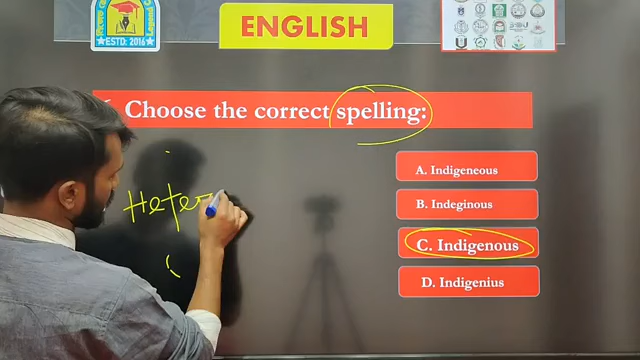 ENGLISH
ESTD: 2016
Choose the correct spelling:
A. Indigeneous
Heter
B. Indeginous
C. Indigenous
D. Indigenius